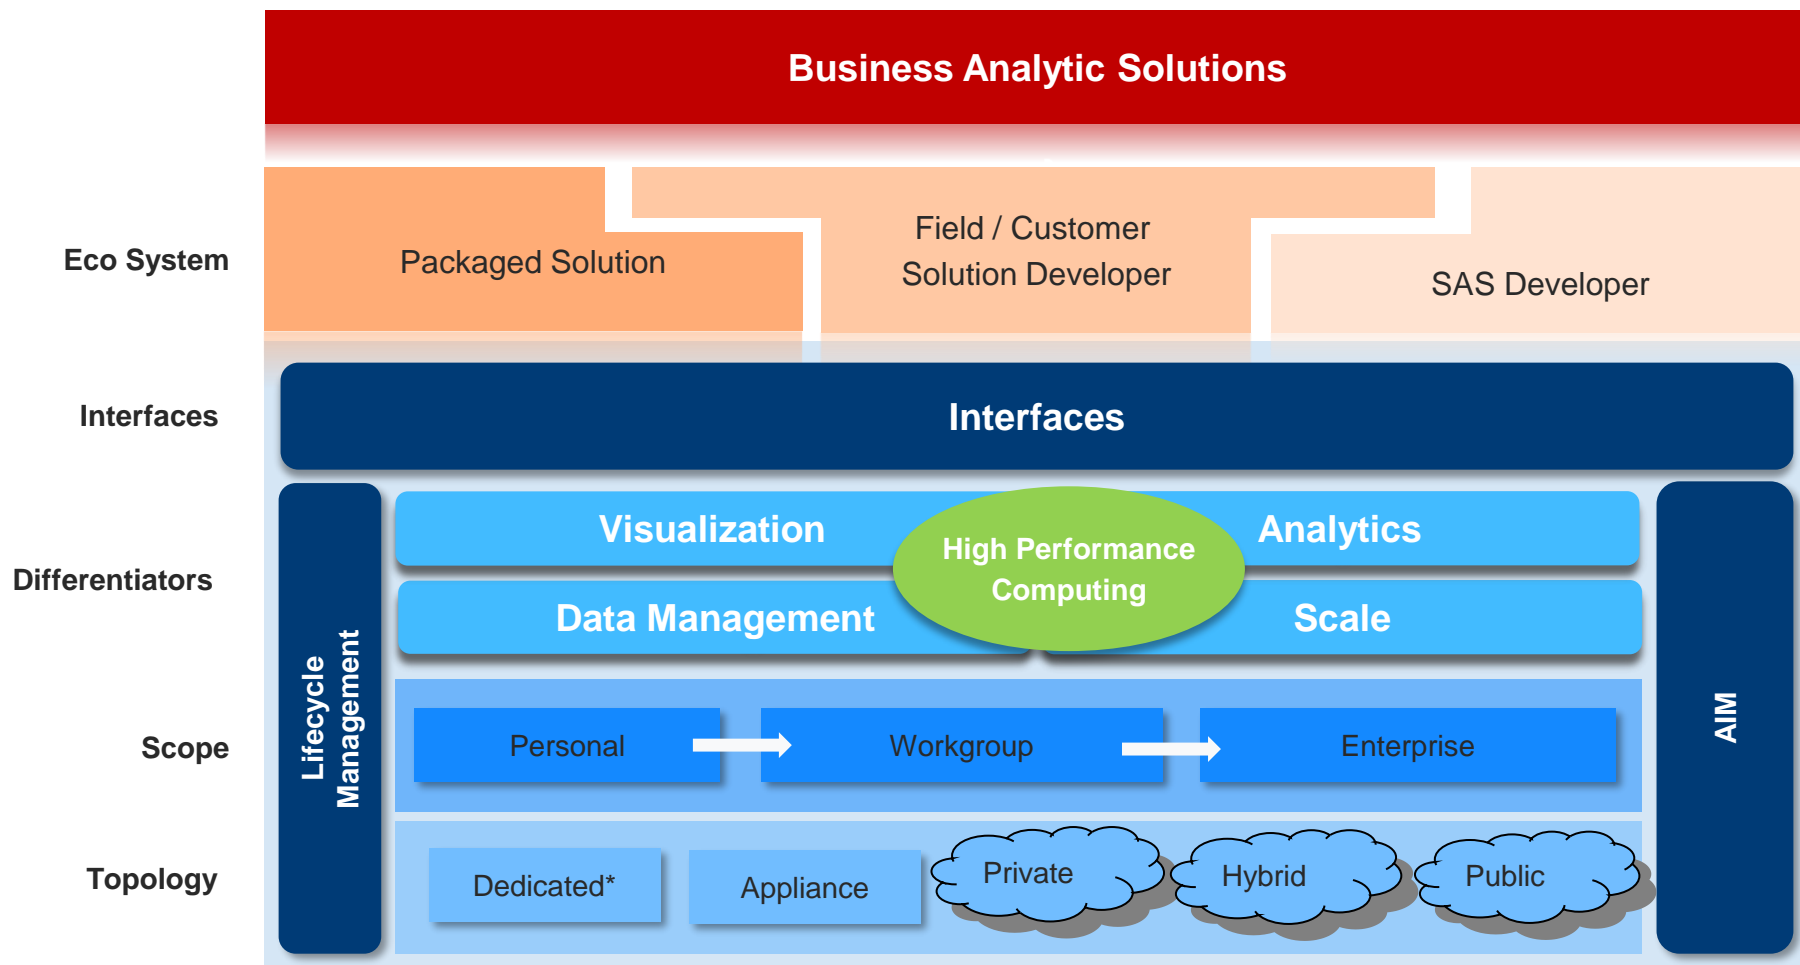 Business Analytic Solutions
Eco System
Packaged Solution
Field / Customer
Solution Developer
SAS Developer
Interfaces
Interfaces
Differentiators
Visualization
Analytics
High Performance
Computing
Data Management
Scale
Lifecycle
Management
AIM
Scope
Personal
Workgroup
Enterprise
Topology
Dedicated*
Appliance
Private
Hybrid
Public